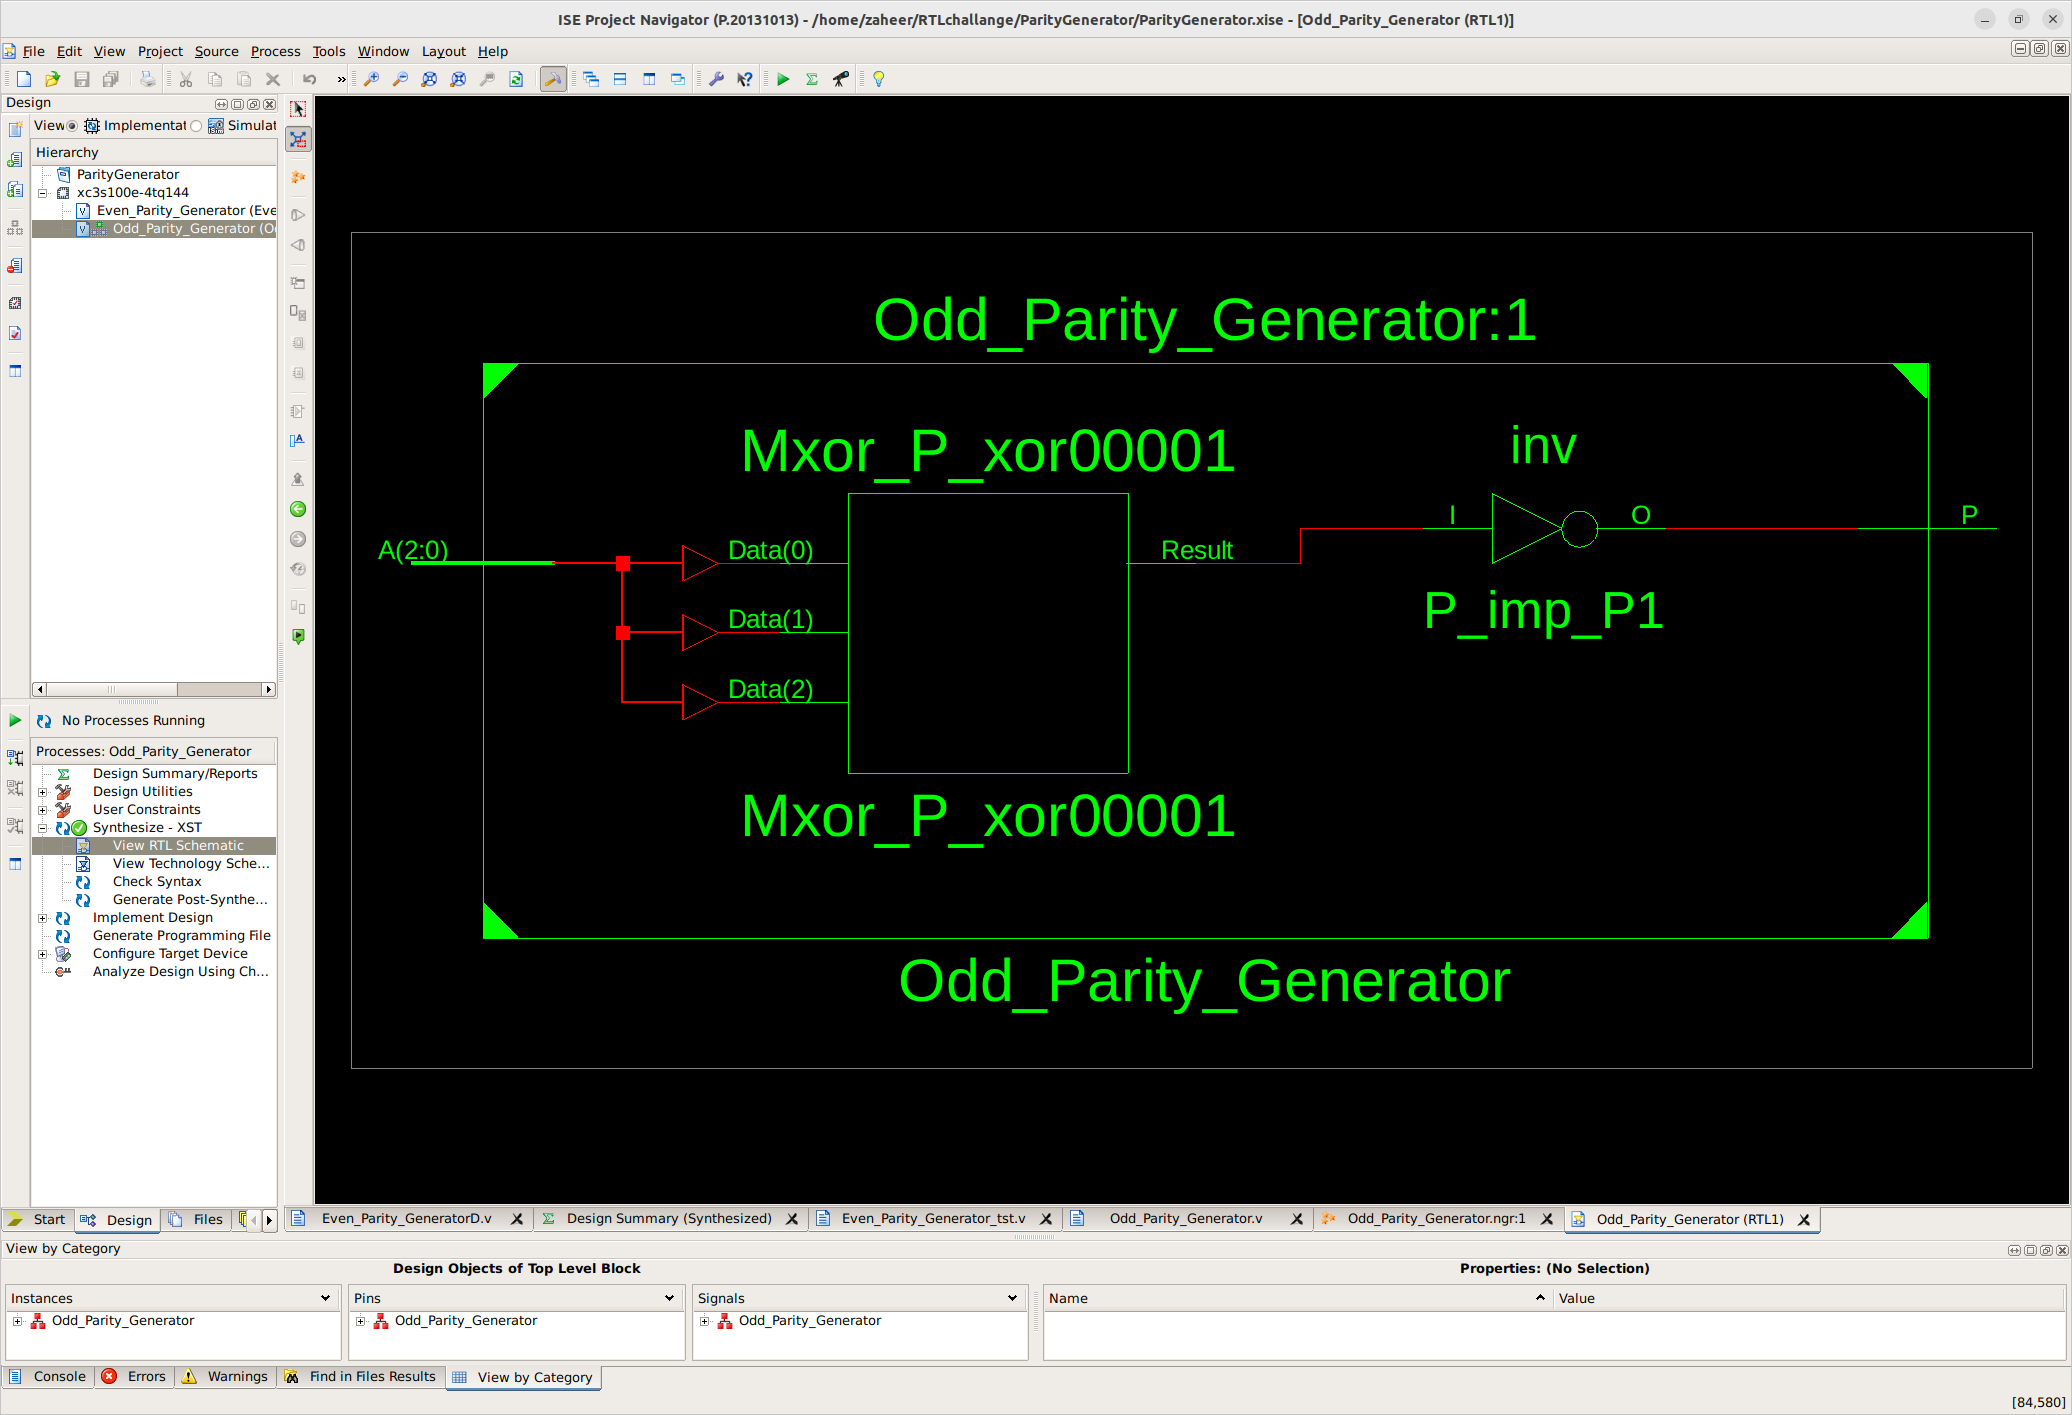 ISE Project Navigator (P.20131013) - /home/zaheer/RTLchallange/ParityGenerator/ParityGenerator.xise - [Odd_Parity_Generator (RTL1)]
File Edit View Project Source Process Tools Window Layout Help
Design
View Implementat Simulat
Hierarchy
ParityGenerator
xc3s100e-4tq144
Even_Parity_Generator (Eve
Odd_Parity_Generator (O
No Processes Running
Processes: Odd_Parity_Generator
Design Summary/Reports
Design Utilities
User Constraints
Synthesize - XST
View RTL Schematic
View Technology Sche...
Check Syntax
Generate Post-Synthe...
Implement Design
Generate Programming File
Configure Target Device
Analyze Design Using Ch...
Start Design Files
Odd_Parity_Generator:1
Mxor_P_xor00001
inv
A(2:0)
Data(0)
Data(1)
Data(2)
Result
I
O
P
P_imp_P1
Mxor_P_xor00001
Odd_Parity_Generator
Even_Parity_GeneratorD.v Design Summary (Synthesized) Even_Parity_Generator_tst.v Odd_Parity_Generator.v Odd_Parity_Generator.ngr:1 Odd_Parity_Generator (RTL1)
View by Category
Design Objects of Top Level Block
Properties: (No Selection)
Instances Pins Signals Name Value
Odd_Parity_Generator Odd_Parity_Generator Odd_Parity_Generator
Console Errors Warnings Find in Files Results View by Category
[84,580]